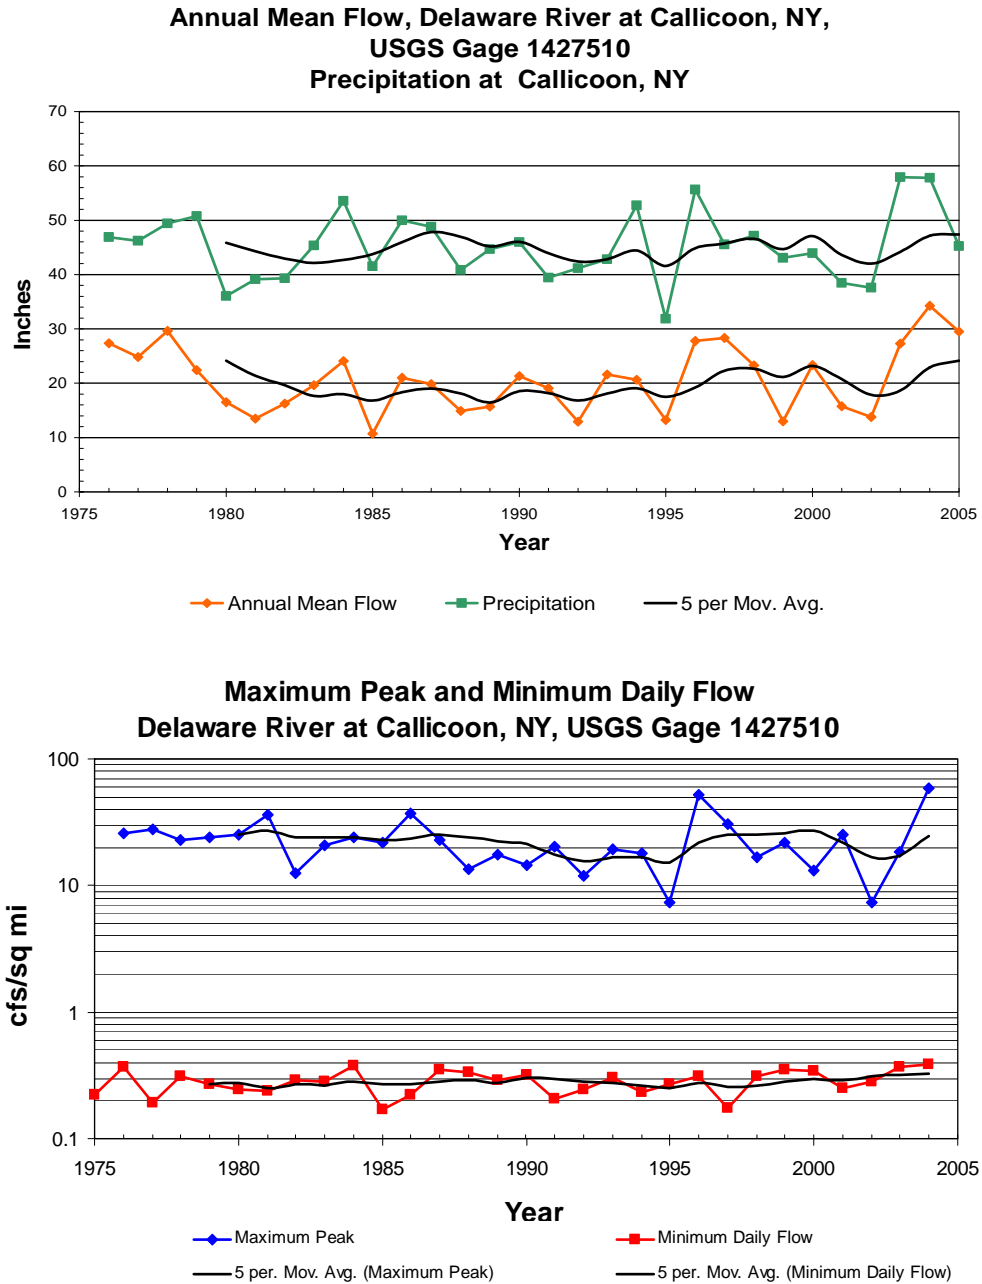 Annual Mean Flow, Delaware River at Callicoon, NY,
USGS Gage 1427510
Precipitation at Callicoon, NY
70
60
50
40
30
20
10
0
Inches
1975 1980 1985 1990 1995 2000 2005
Year
Annual Mean Flow Precipitation 5 per Mov. Avg.
Maximum Peak and Minimum Daily Flow
Delaware River at Callicoon, NY, USGS Gage 1427510
100
10
1
0.1
cfs/sq mi
1975 1980 1985 1990 1995 2000 2005
Year
Maximum Peak Minimum Daily Flow
5 per. Mov. Avg. (Maximum Peak) 5 per. Mov. Avg. (Minimum Daily Flow)